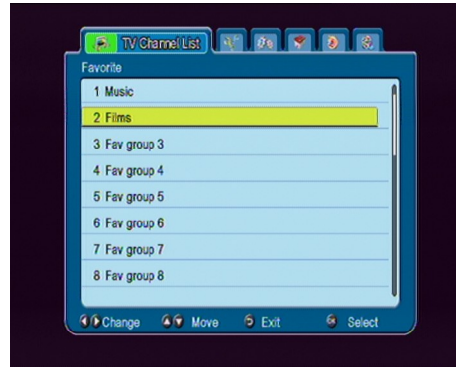 TV Channel List
Favorite
1 Music
2 Films
3 Fav group 3
4 Fav group 4
5 Fav group 5
6 Fav group 6
7 Fav group 7
8 Fav group 8
Change Move Exit Select